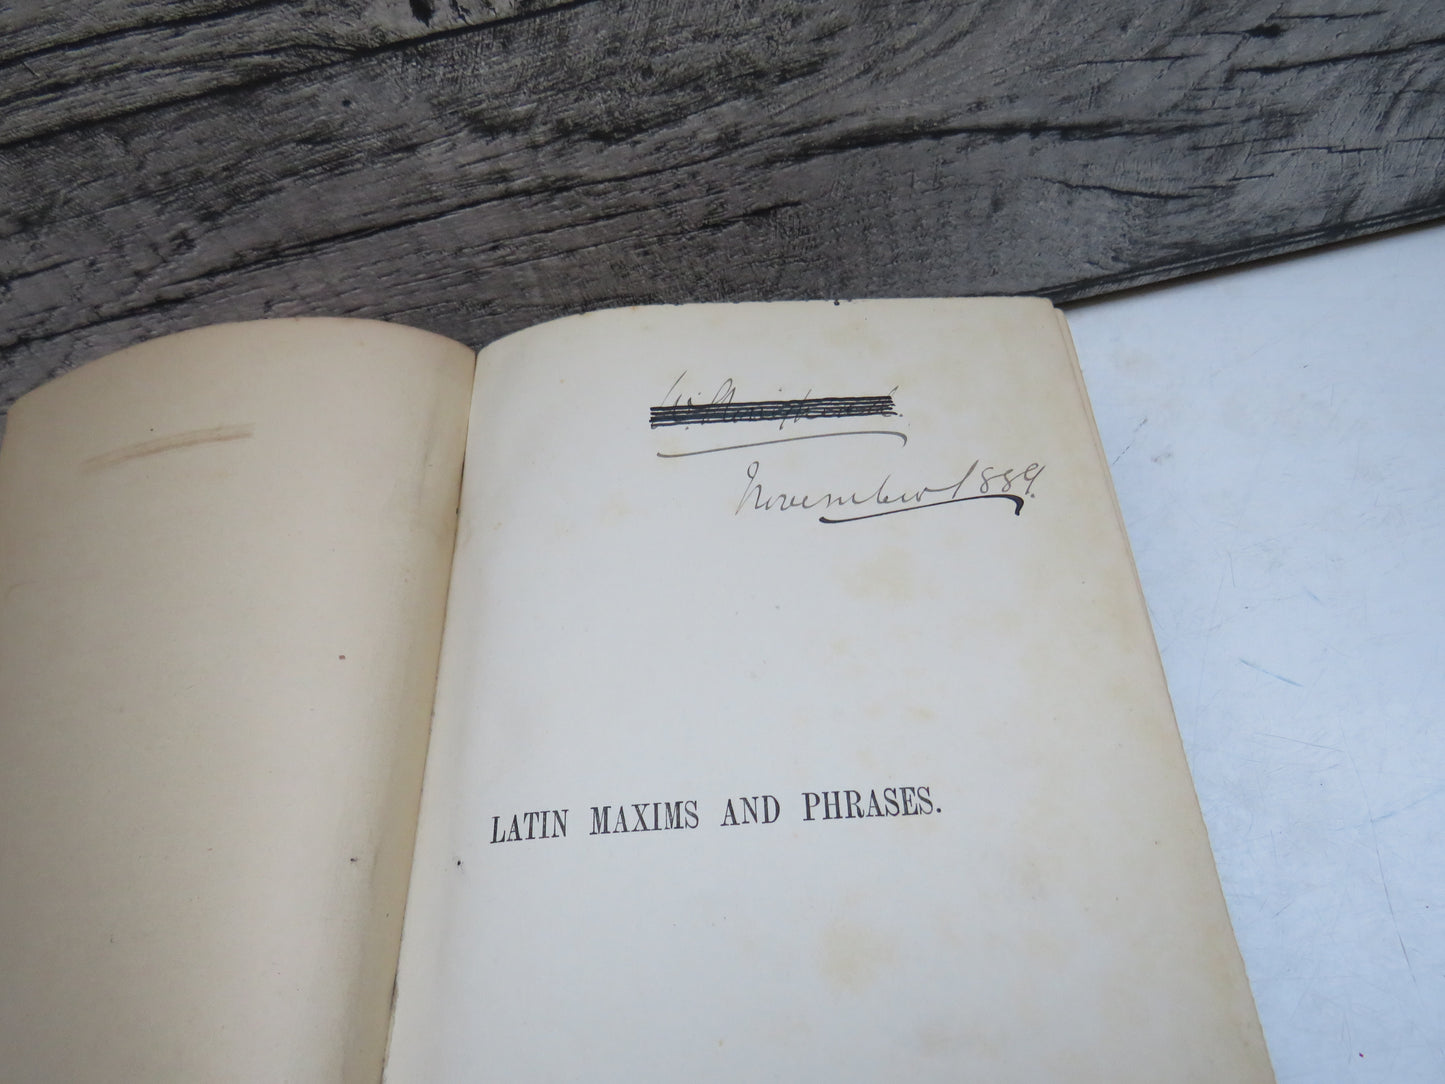 November 1889.
LATIN MAXIMS AND PHRASES.